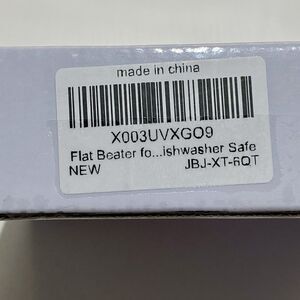 made in china
X003UVXGO9
Flat Beater fo...ishwasher Safe
NEW JBJ-XT-6QT